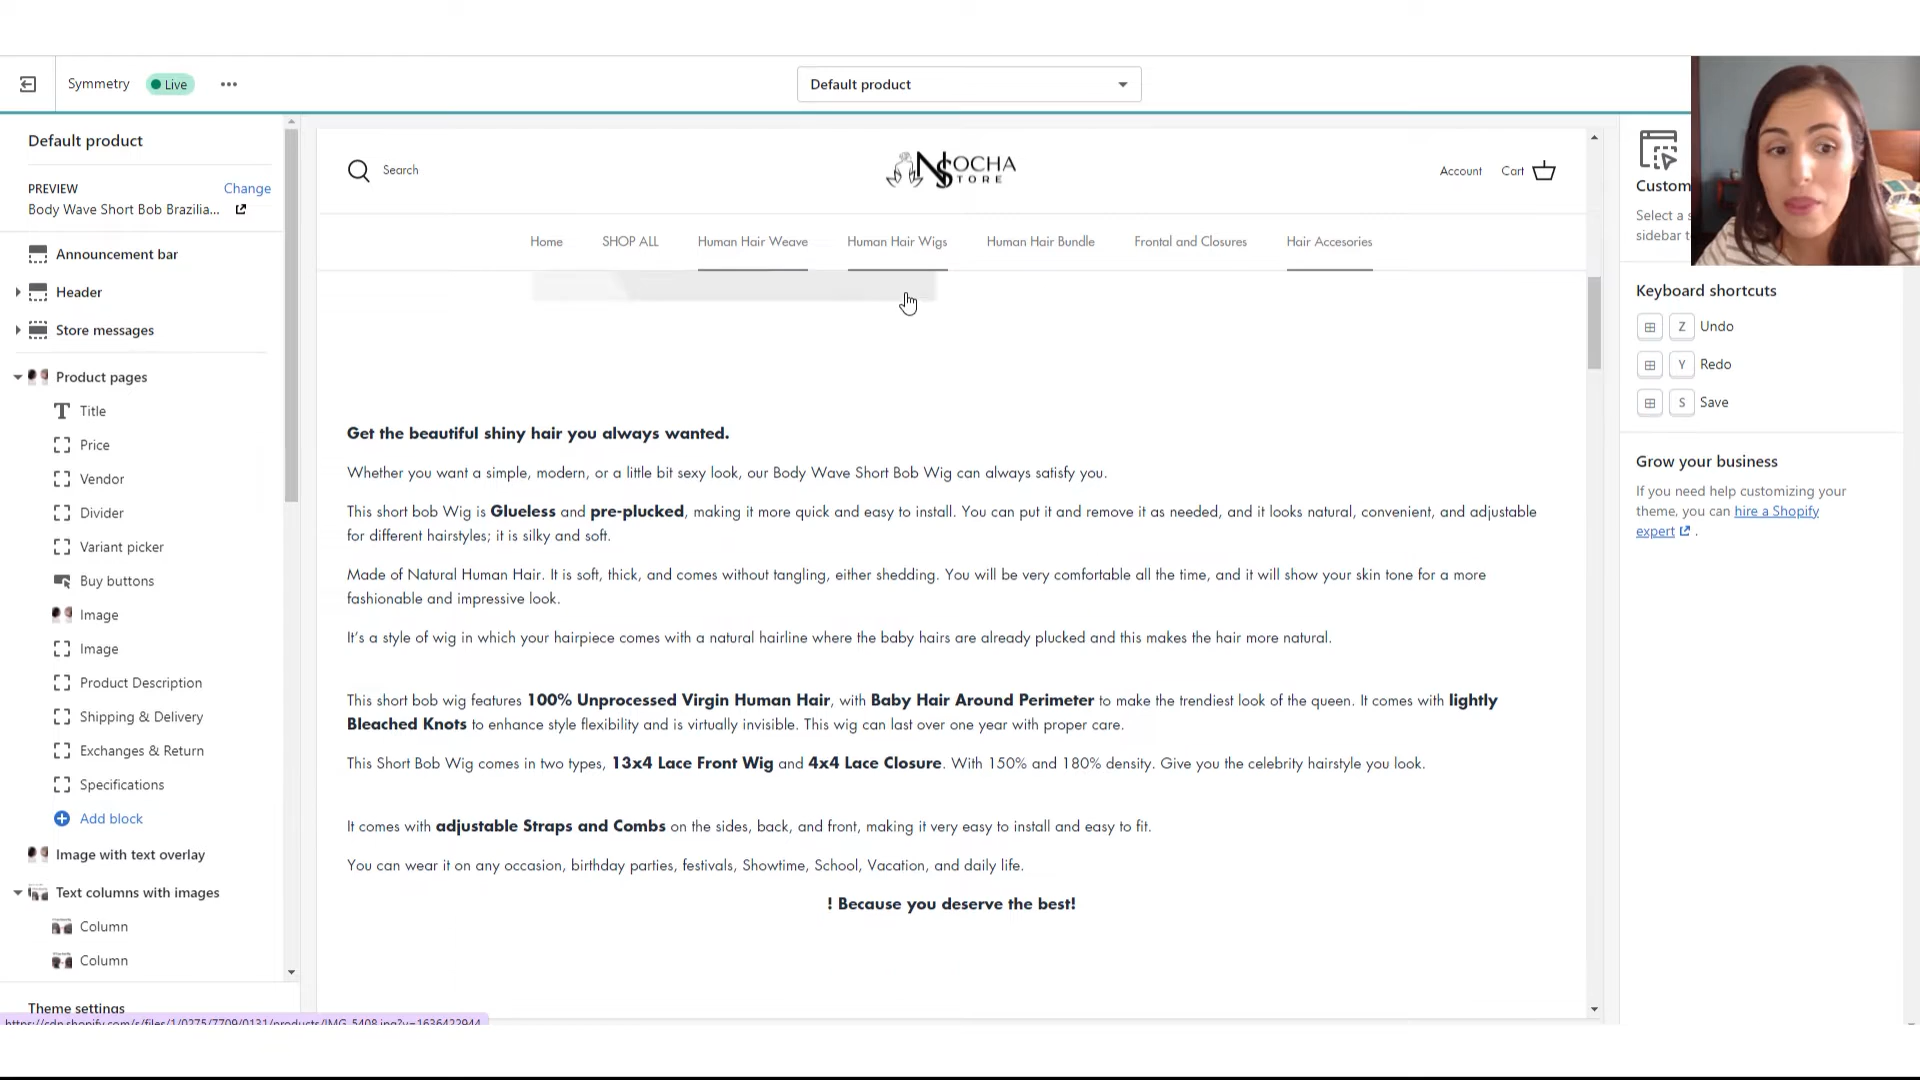 Symmetry
Live
Default product
Default product
PREVIEW
Change
Body Wave Short Bob Brazilia...
Announcement bar
Header
Store messages
Product pages
Title
Price
Vendor
Divider
Variant picker
Buy buttons
Image
Image
Product Description
Shipping & Delivery
Exchanges & Return
Specifications
Add block
Image with text overlay
Text columns with images
Column
Column
Theme settings
https://cdn.shopify.com/s/files/1/0275/7709/0131/products/IMG_5408.jpg?v=1636422944
Search
NOCHA
STORE
Account
Cart
Home
SHOP ALL
Human Hair Weave
Human Hair Wigs
Human Hair Bundle
Frontal and Closures
Hair Accesories
Get the beautiful shiny hair you always wanted.
Whether you want a simple, modern, or a little bit sexy look, our Body Wave Short Bob Wig can always satisfy you.
This short bob Wig is Glueless and pre-plucked, making it more quick and easy to install. You can put it and remove it as needed, and it looks natural, convenient, and adjustable
for different hairstyles; it is silky and soft.
Made of Natural Human Hair. It is soft, thick, and comes without tangling, either shedding. You will be very comfortable all the time, and it will show your skin tone for a more
fashionable and impressive look.
It's a style of wig in which your hairpiece comes with a natural hairline where the baby hairs are already plucked and this makes the hair more natural.
This short bob wig features 100% Unprocessed Virgin Human Hair, with Baby Hair Around Perimeter to make the trendiest look of the queen. It comes with lightly
Bleached Knots to enhance style flexibility and is virtually invisible. This wig can last over one year with proper care.
This Short Bob Wig comes in two types, 13x4 Lace Front Wig and 4x4 Lace Closure. With 150% and 180% density. Give you the celebrity hairstyle you look.
It comes with adjustable Straps and Combs on the sides, back, and front, making it very easy to install and easy to fit.
You can wear it on any occasion, birthday parties, festivals, Showtime, School, Vacation, and daily life.
! Because you deserve the best!
Custom
Select a s
sidebar t
Keyboard shortcuts
Z Undo
Y Redo
S Save
Grow your business
If you need help customizing your
theme, you can hire a Shopify
expert .